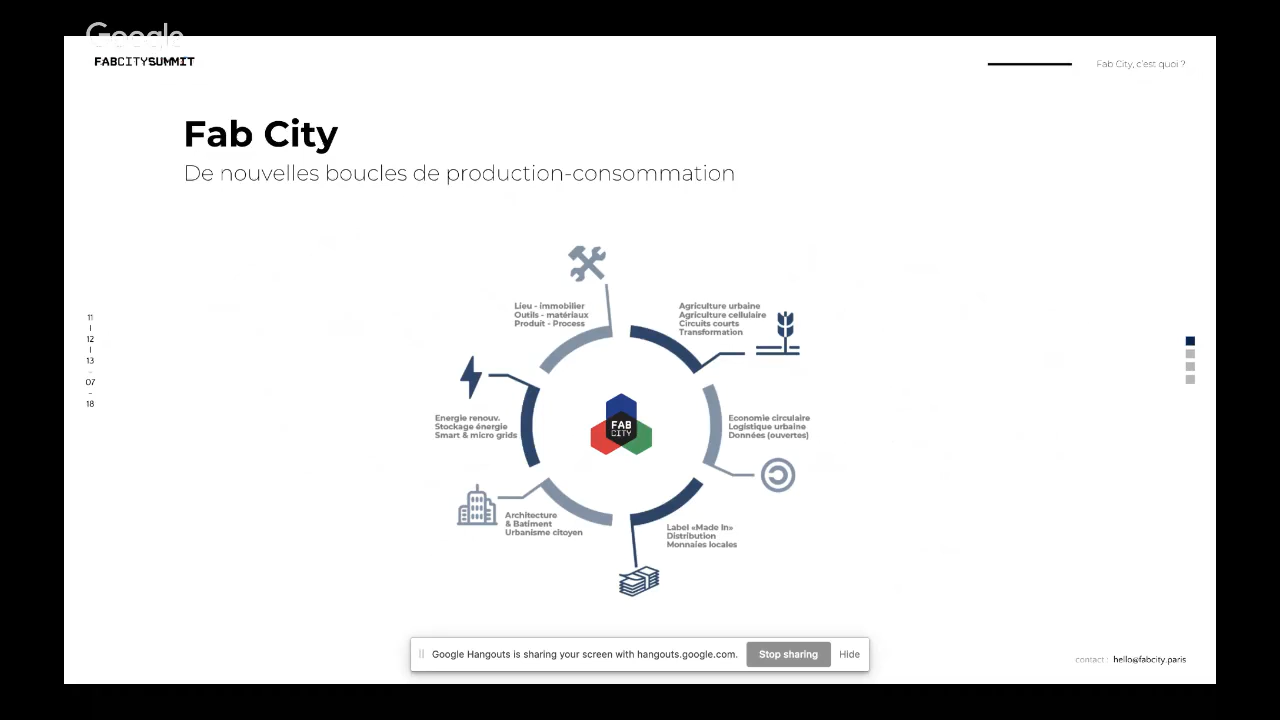 Google
FABCITYSUMMIT
Fab City, c'est quoi ?
Fab City
De nouvelles boucles de production-consommation
11
12
13
07
18
Lieu - immobilier
Outils - matériaux
Produit - Process
Agriculture urbaine
Agriculture cellulaire
Circuits courts
Transformation
Energie renouv.
Stockage énergie
Smart & micro grids
FAB
CITY
Economie circulaire
Logistique urbaine
Données (ouvertes)
Architecture
& Batiment
Urbanisme citoyen
Label «Made In»
Distribution
Monnaies locales
Google Hangouts is sharing your screen with hangouts.google.com. Stop sharing Hide
contact : hello@fabcity.paris